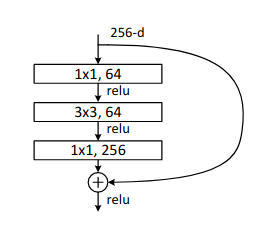 256-d
1x1, 64
relu
3x3, 64
relu
1x1, 256
+
relu